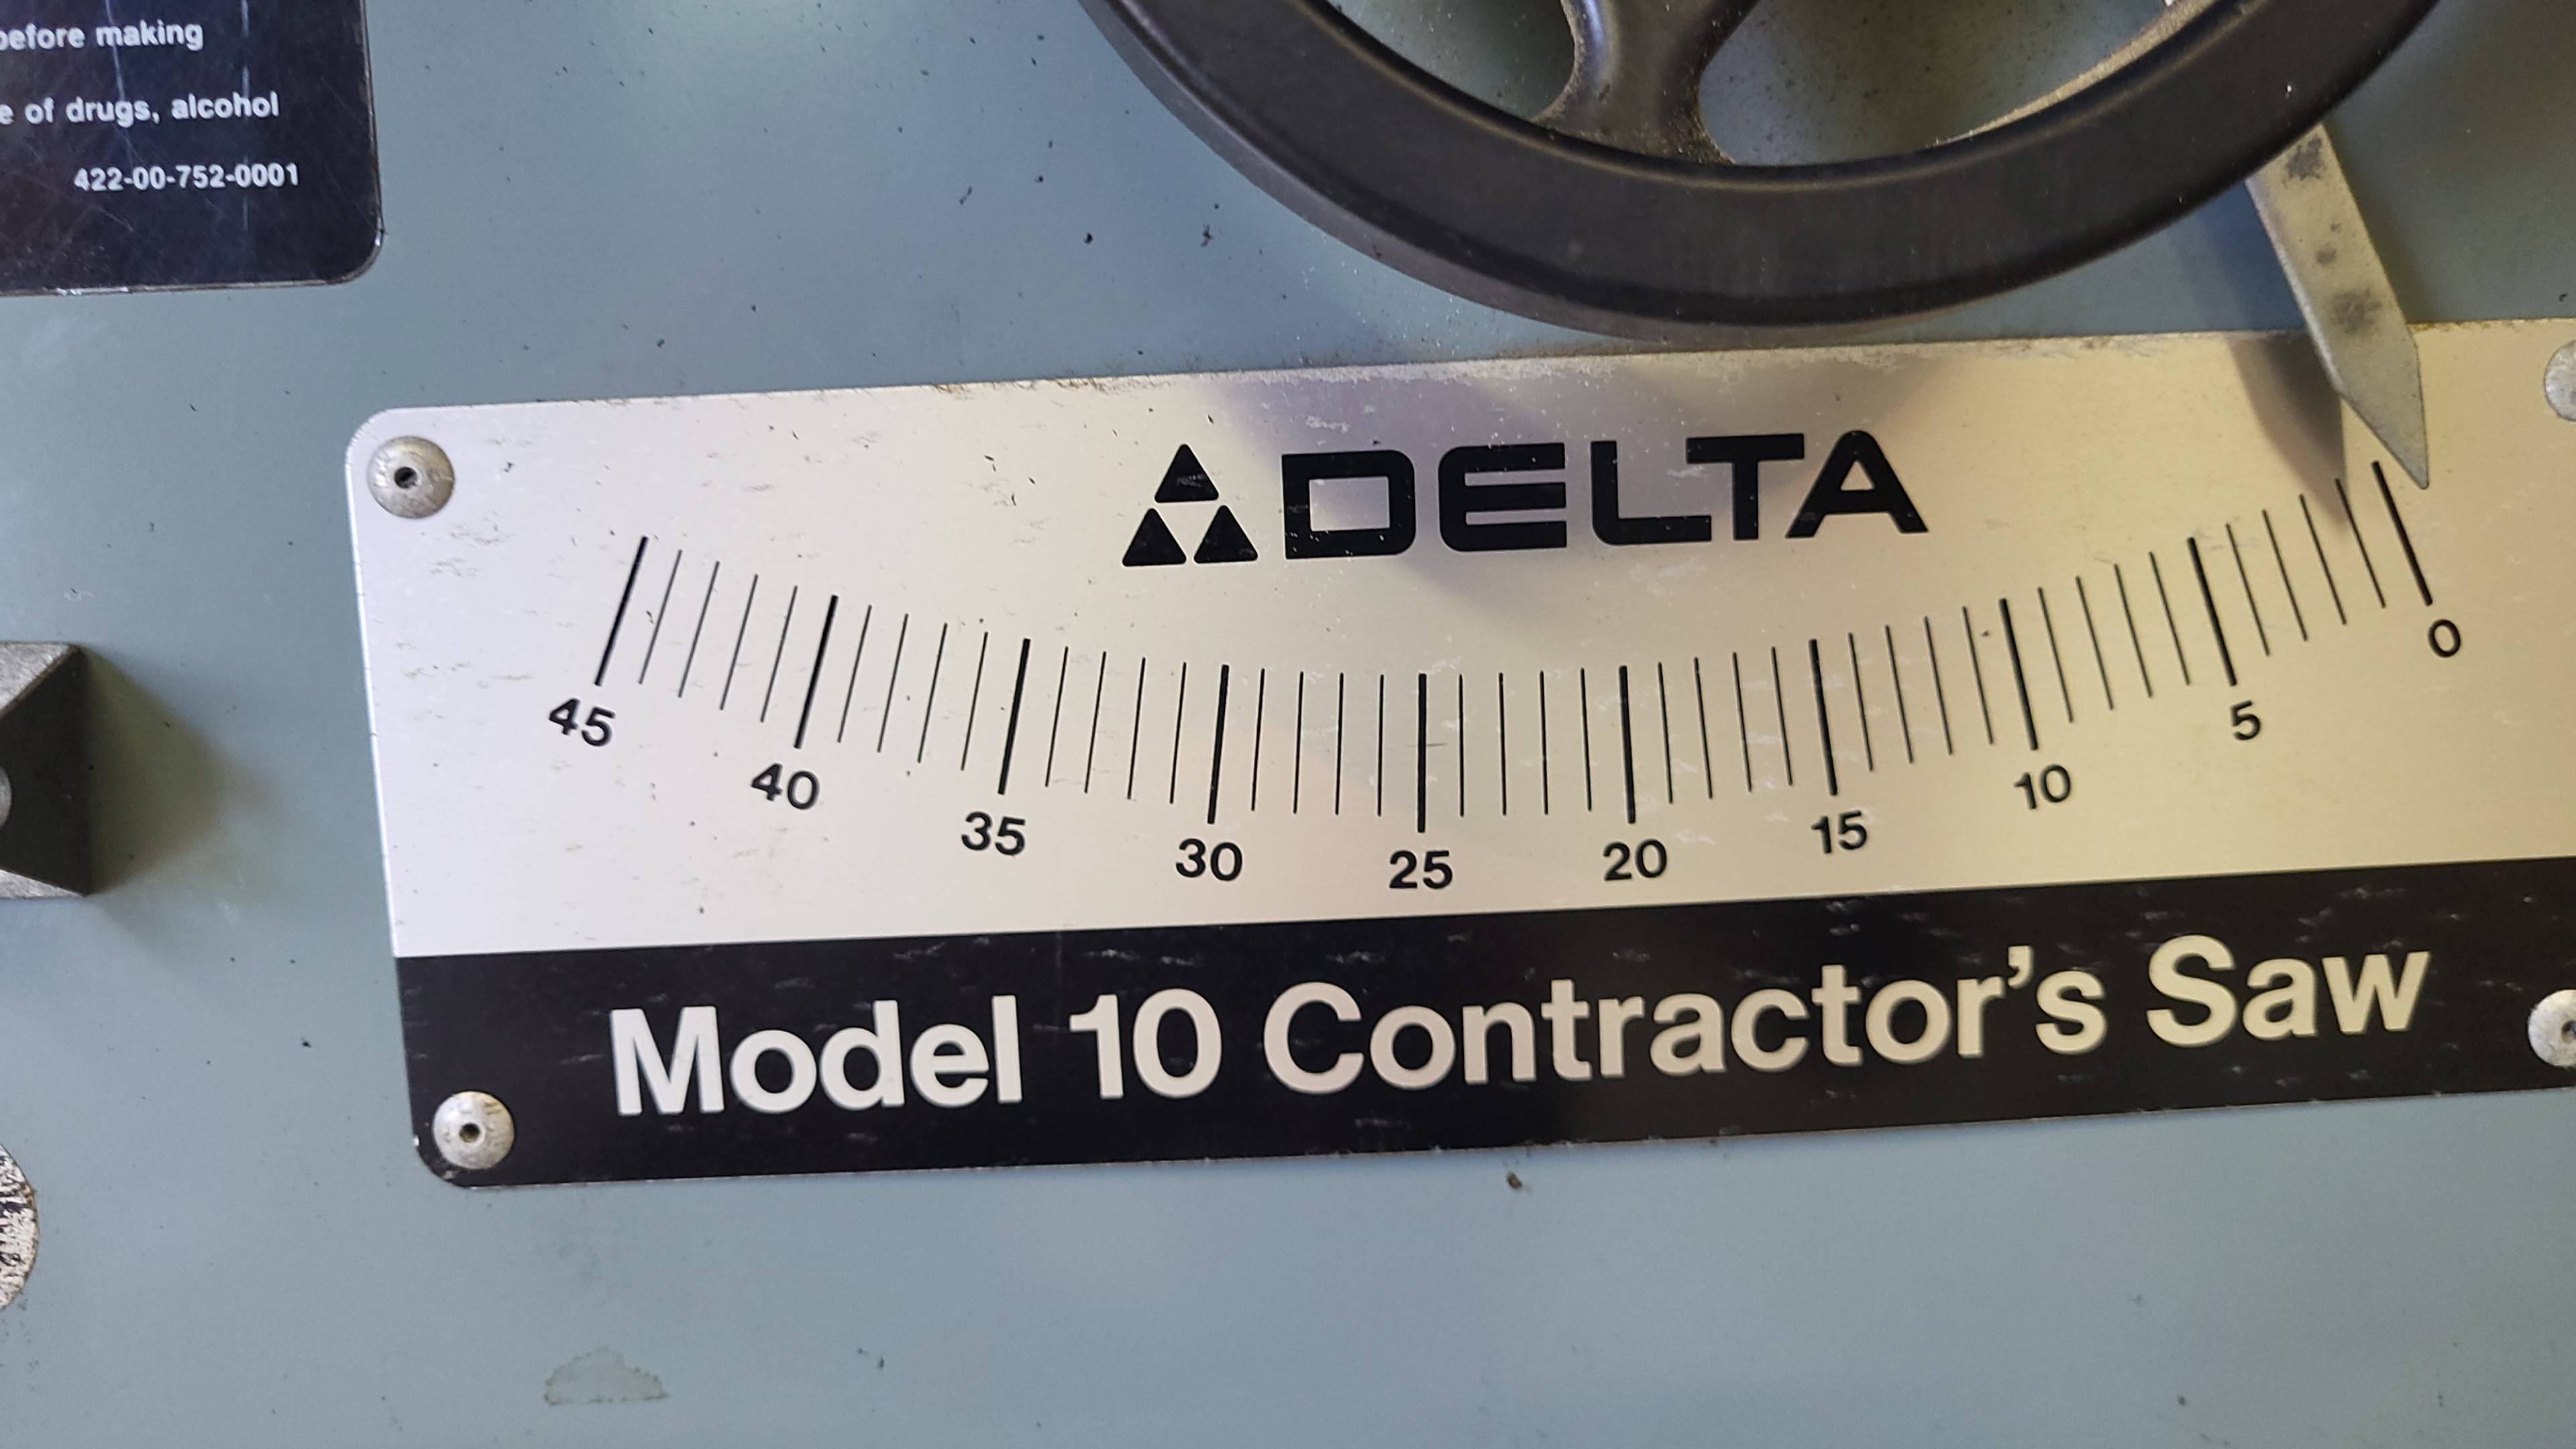 before making
e of drugs, alcohol
422-00-752-0001
DELTA
45 40 35 30 25 20 15 10 5 0
Model 10 Contractor's Saw